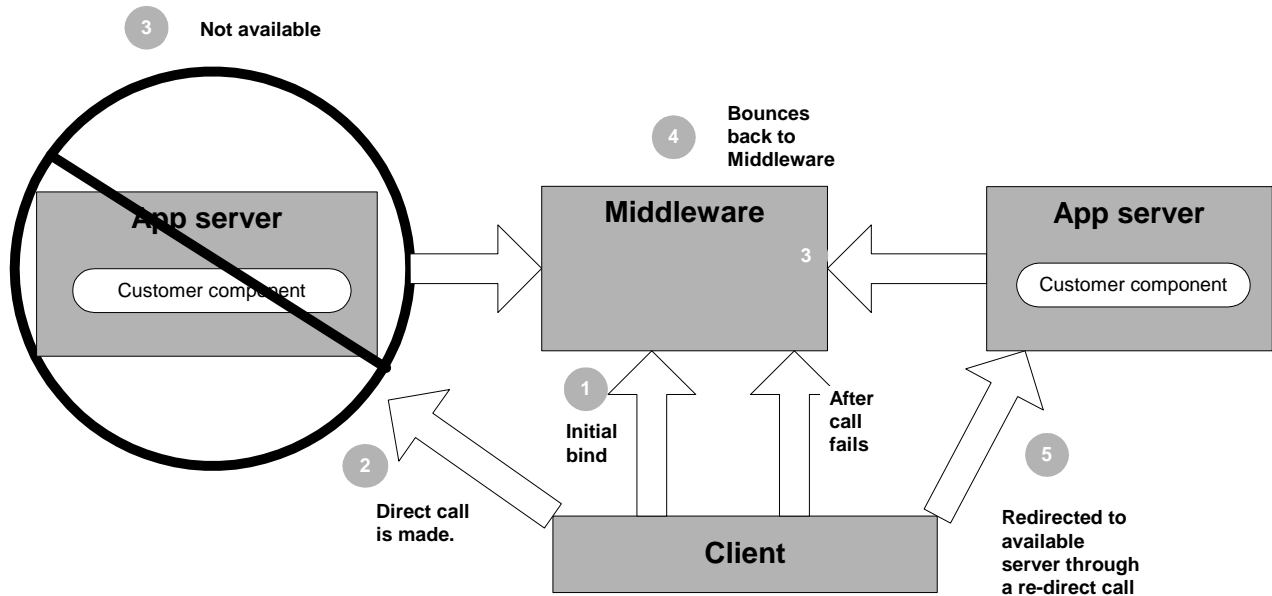 3 Not available
4
Bounces
back to
Middleware
App server
Customer component
Middleware
3
App server
Customer component
1
Initial
bind
After
call
fails
2
Direct call
is made.
5
Redirected to
available
server through
a re-direct call
Client